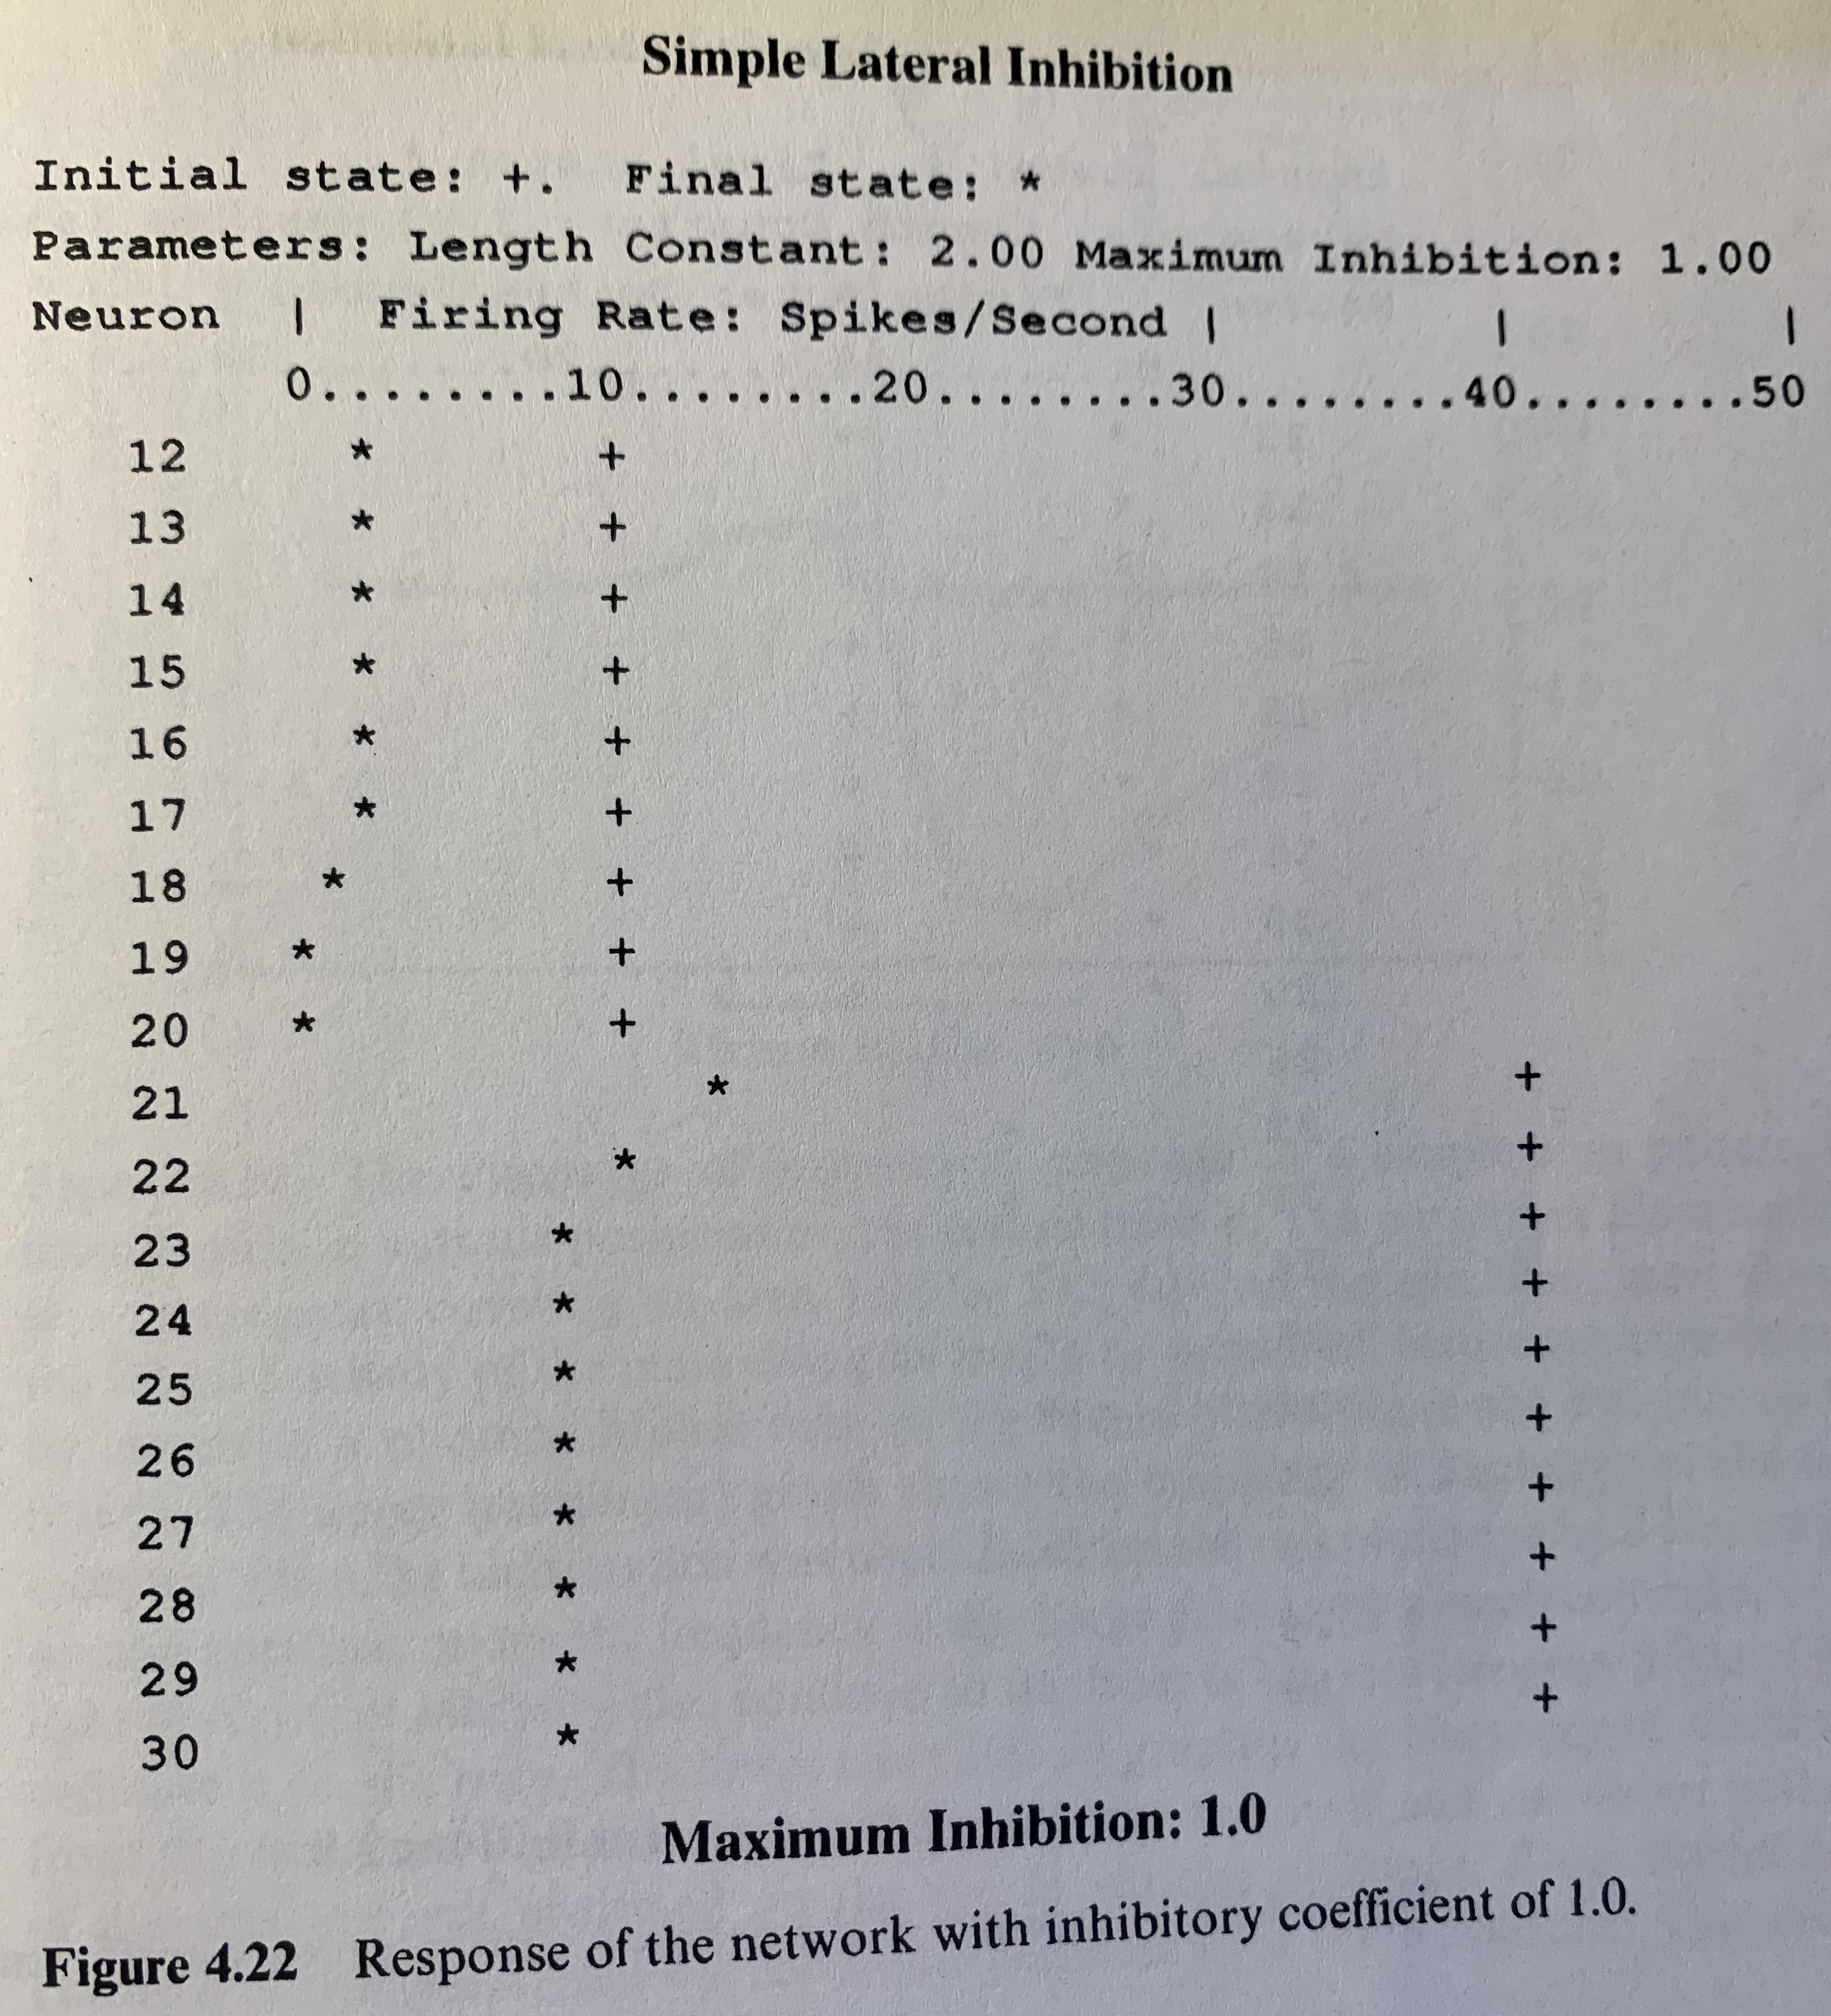 Simple Lateral Inhibition
Initial state: +.  Final state: *
Parameters: Length Constant: 2.00 Maximum Inhibition: 1.00
Neuron  |  Firing Rate: Spikes/Second |         |         |
        0........10........20........30........40........50
   12     *       +
   13     *       +
   14     *       +
   15     *       +
   16     *       +
   17     *       +
   18    *        +
   19   *         +
   20   *         +
   21                *                          +
   22             *                             +
   23           *                               +
   24           *                               +
   25           *                               +
   26           *                               +
   27           *                               +
   28           *                               +
   29           *                               +
   30           *                               +
Maximum Inhibition: 1.0
Figure 4.22  Response of the network with inhibitory coefficient of 1.0.